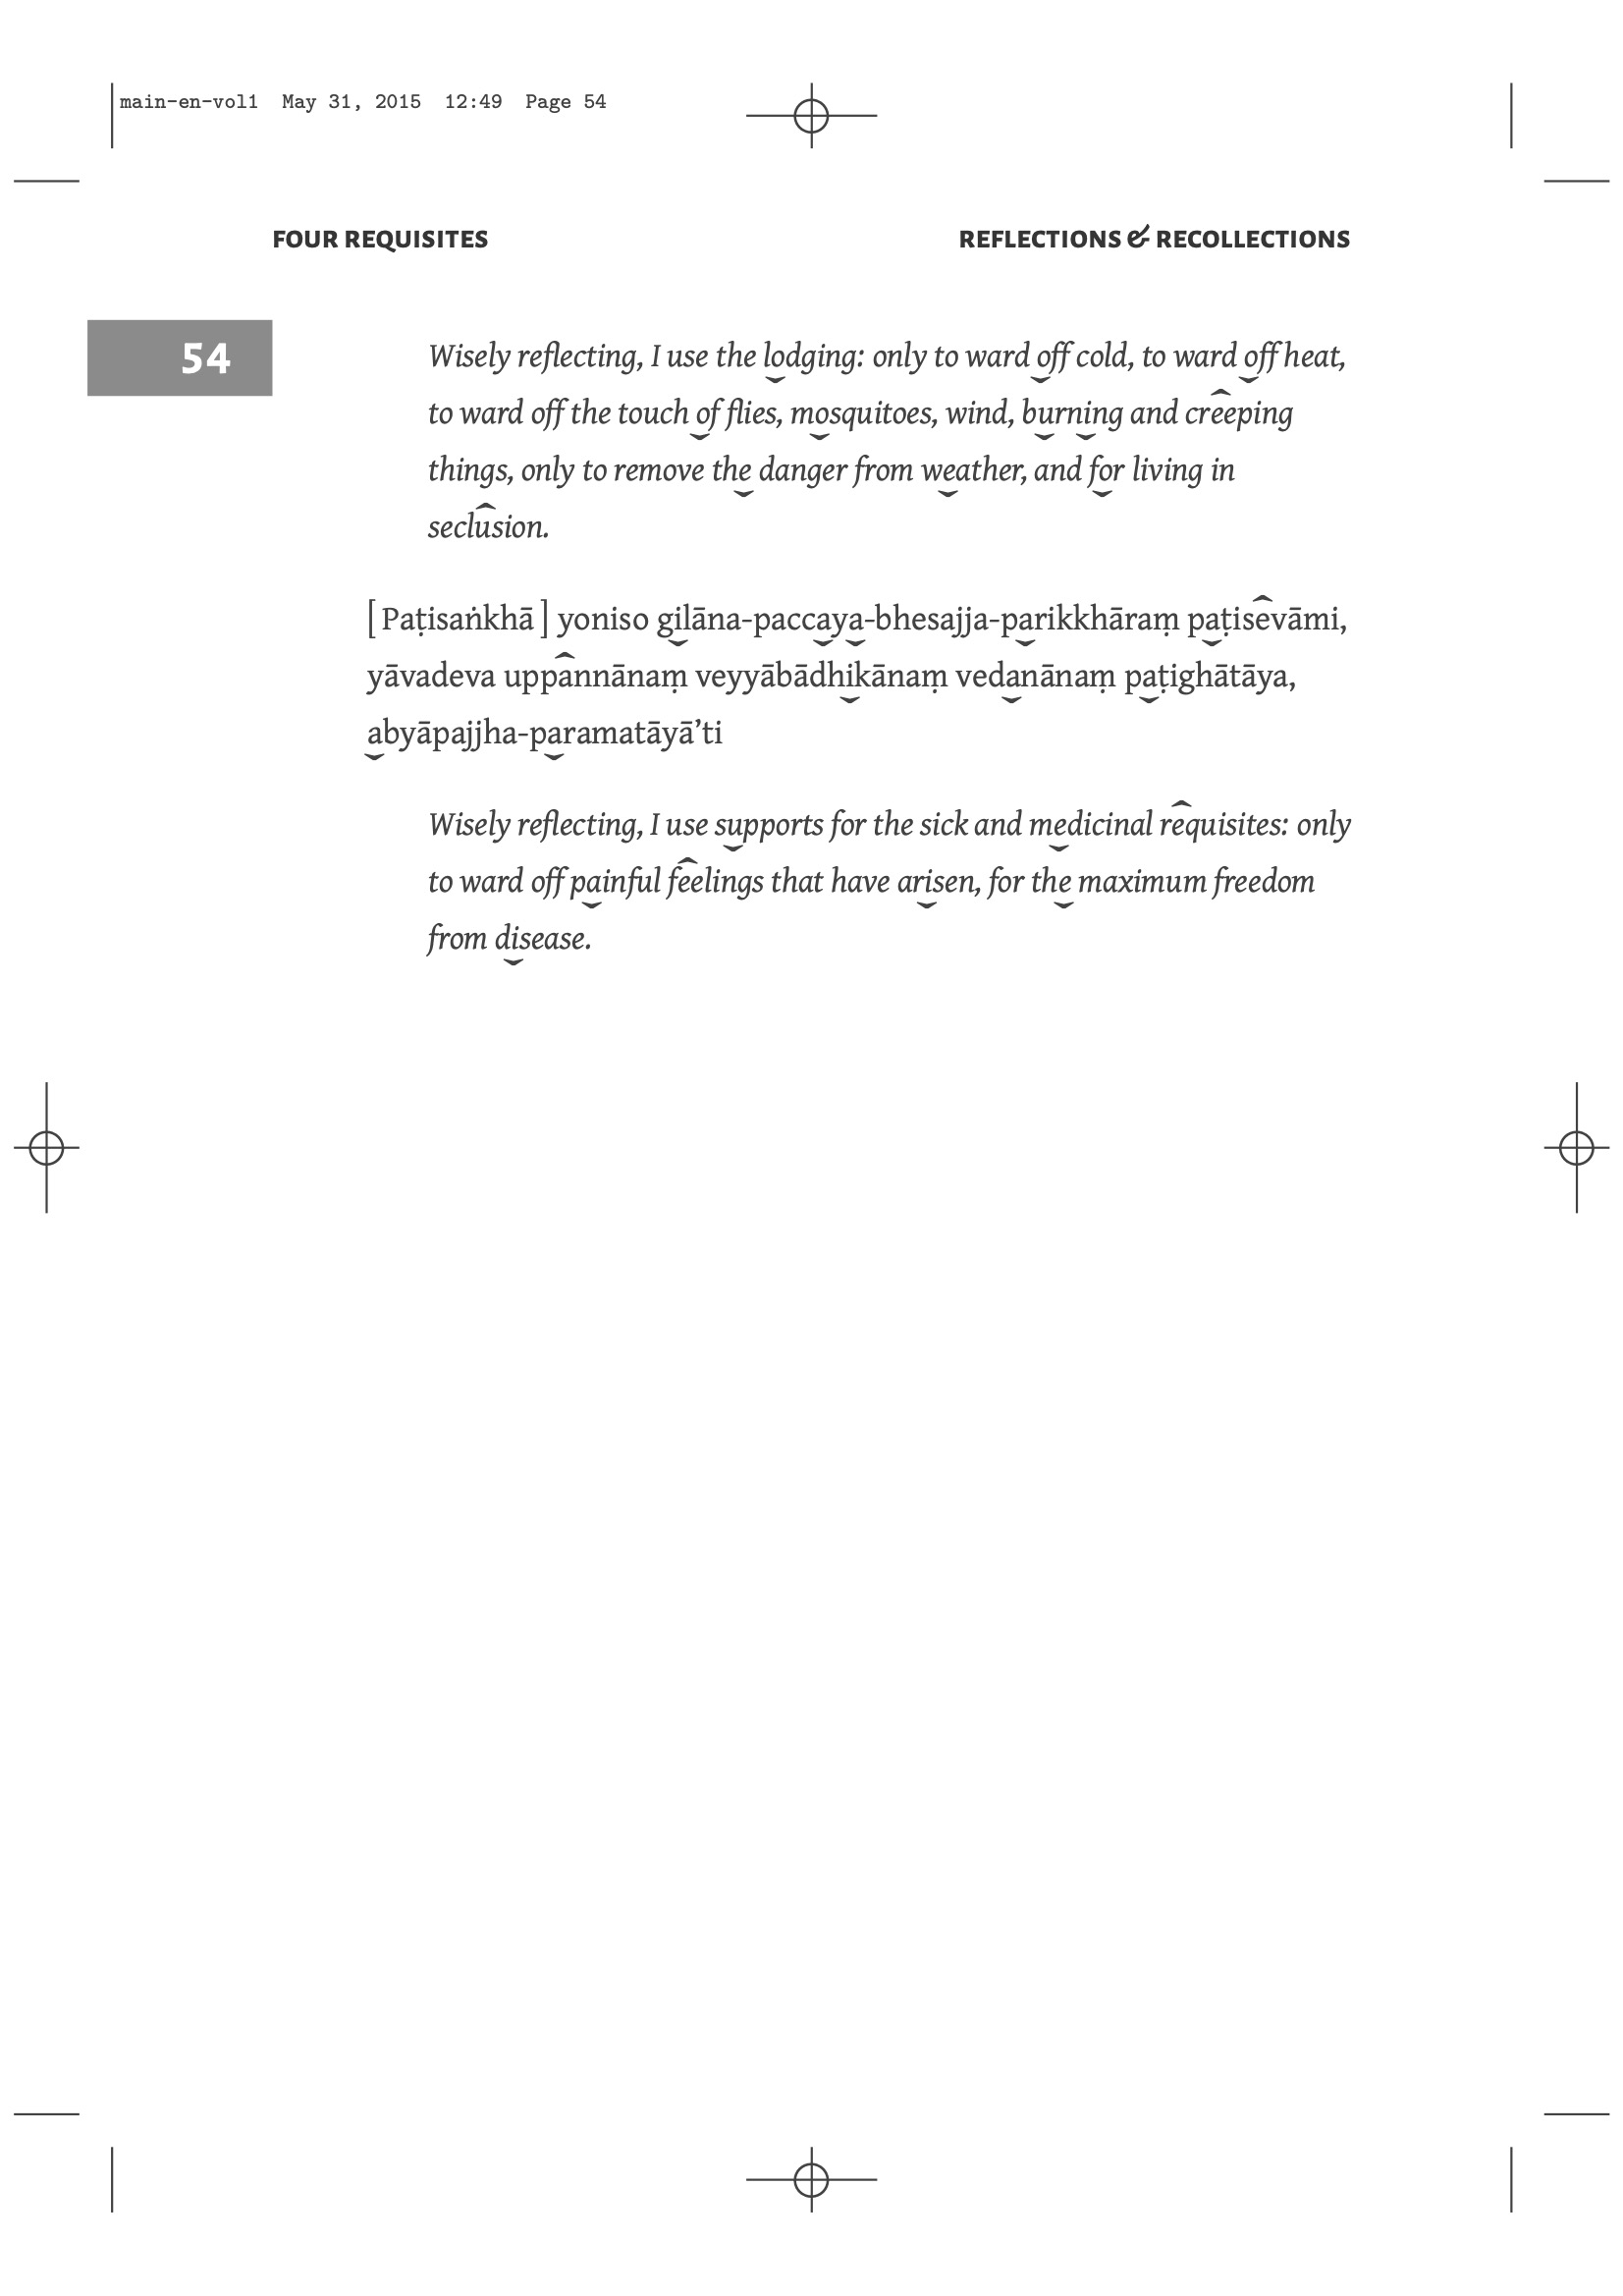 main-en-vol1 May 31, 2015 12:49 Page 54
FOUR REQUISITES REFLECTIONS & RECOLLECTIONS
54
Wisely reflecting, I use the lodging: only to ward off cold, to ward off heat,
to ward off the touch of flies, mosquitoes, wind, burning and creeping
things, only to remove the danger from weather, and for living in
seclusion.
[Paṭisaṅkhā] yoniso gilāna-paccaya-bhesajja-parikkhāraṃ paṭisevāmi,
yāvadeva uppannānaṃ veyyābādhikānaṃ vedanānaṃ paṭighātāya,
abyāpajjha-paramatāyā’ti
Wisely reflecting, I use supports for the sick and medicinal requisites: only
to ward off painful feelings that have arisen, for the maximum freedom
from disease.